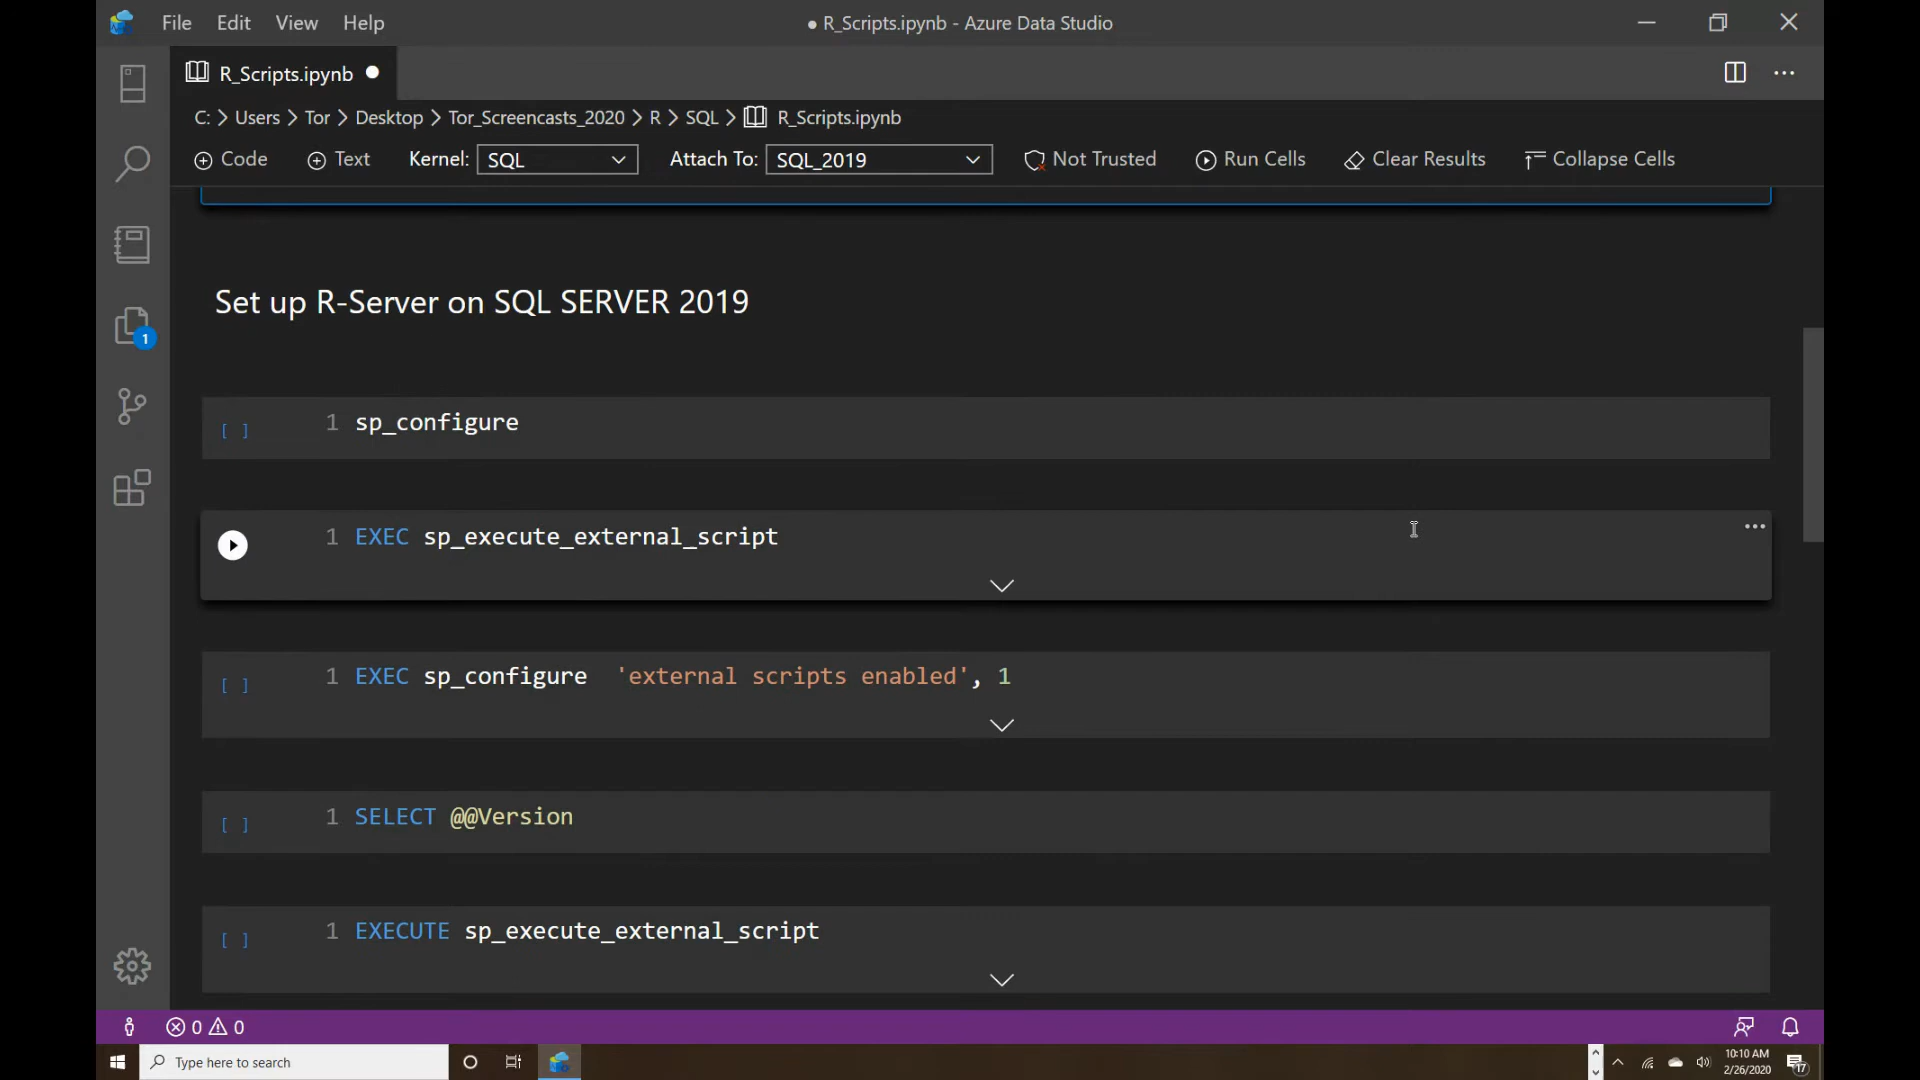 File Edit View Help ● R_Scripts.ipynb - Azure Data Studio
R_Scripts.ipynb ●
C: > Users > Tor > Desktop > Tor_Screencasts_2020 > R > SQL > R_Scripts.ipynb
Code Text Kernel: SQL Attach To: SQL_2019 Not Trusted Run Cells Clear Results Collapse Cells
Set up R-Server on SQL SERVER 2019
[ ] 1 sp_configure
1 EXEC sp_execute_external_script
1
[ ] 1 EXEC sp_configure 'external scripts enabled', 1
[ ] 1 SELECT @@Version
[ ] 1 EXECUTE sp_execute_external_script
0 0
Type here to search
10:10 AM
2/26/2020
17